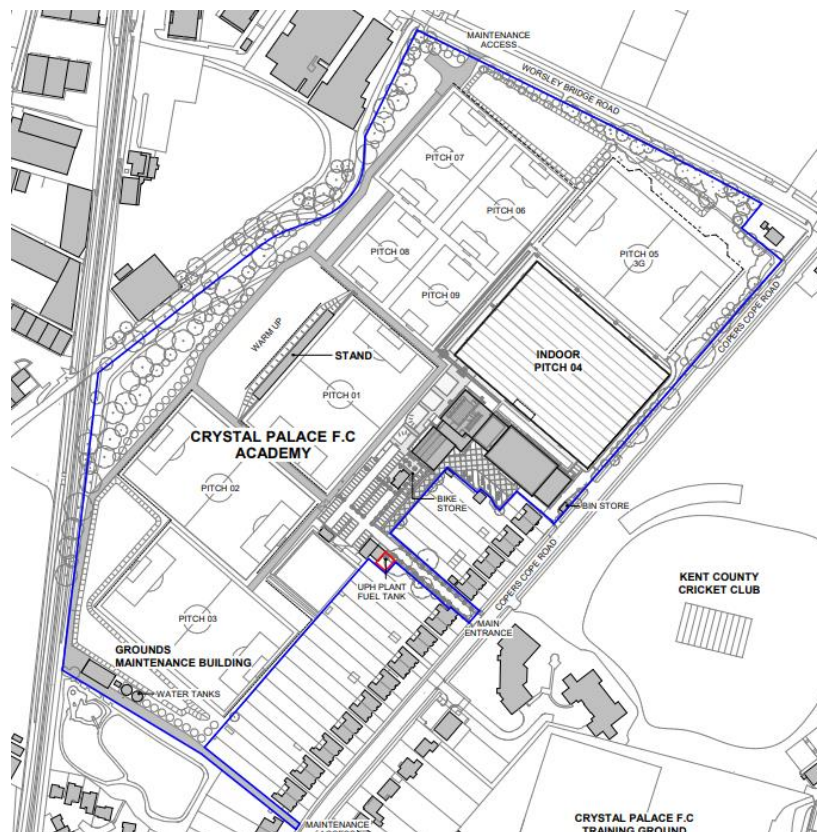 MAINTENANCE
ACCESS
WORSLEY BRIDGE ROAD
PITCH 07
PITCH 06
PITCH 08
PITCH 09
PITCH 05
3G
COPERS COPE ROAD
WARM UP
STAND
INDOOR
PITCH 04
PITCH 01
CRYSTAL PALACE F.C
ACADEMY
PITCH 02
BIKE
STORE
BIN STORE
COPERS COPE ROAD
UPH PLANT
FUEL TANK
KENT COUNTY
CRICKET CLUB
PITCH 03
MAIN
ENTRANCE
GROUNDS
MAINTENANCE BUILDING
WATER TANKS
MAINTENANCE
ACCESS
CRYSTAL PALACE F.C
TRAINING GROUND